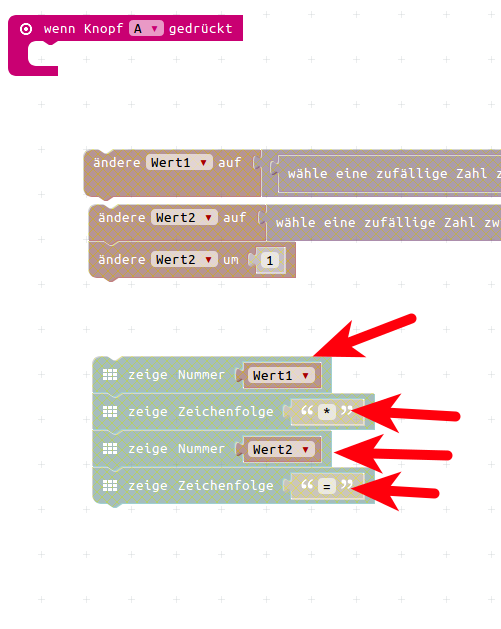 wenn Knopf A gedrückt
ändere Wert1 auf wähle eine zufällige Zahl
ändere Wert2 auf wähle eine zufällige Zahl
ändere Wert2 um 1
zeige Nummer Wert1
zeige Zeichenfolge “ * ”
zeige Nummer Wert2
zeige Zeichenfolge “ = ”